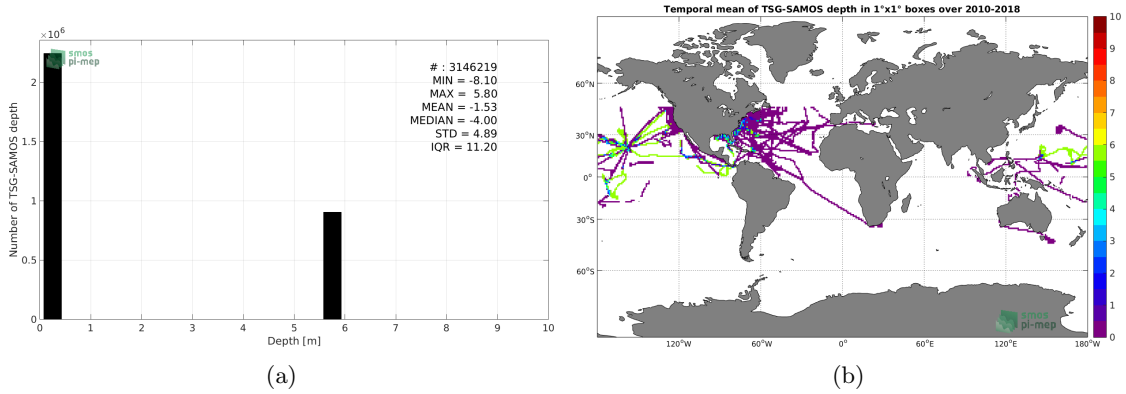 ×10⁶
2
1.5
1
0.5
0
Number of TSG-SAMOS depth
smos
pi-mep
# : 3146219
MIN = -8.10
MAX = 5.80
MEAN = -1.53
MEDIAN = -4.00
STD = 4.89
IQR = 11.20
0 1 2 3 4 5 6 7 8 9 10
Depth [m]
(a)
Temporal mean of TSG-SAMOS depth in 1°x1° boxes over 2010-2018
60°N
30°N
0°
30°S
60°S
120°W 60°W 0° 60°E 120°E 180°W
smos
pi-mep
10
9
8
7
6
5
4
3
2
1
0
(b)